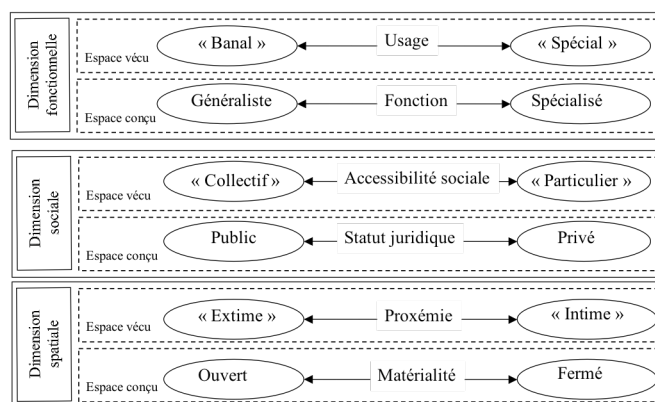 Dimension
fonctionnelle
« Banal » Usage « Spécial »
Espace vécu
Généraliste Fonction Spécialisé
Espace conçu
Dimension
sociale
« Collectif » Accessibilité sociale « Particulier »
Espace vécu
Public Statut juridique Privé
Espace conçu
Dimension
spatiale
« Extime » Proxémie « Intime »
Espace vécu
Ouvert Matérialité Fermé
Espace conçu